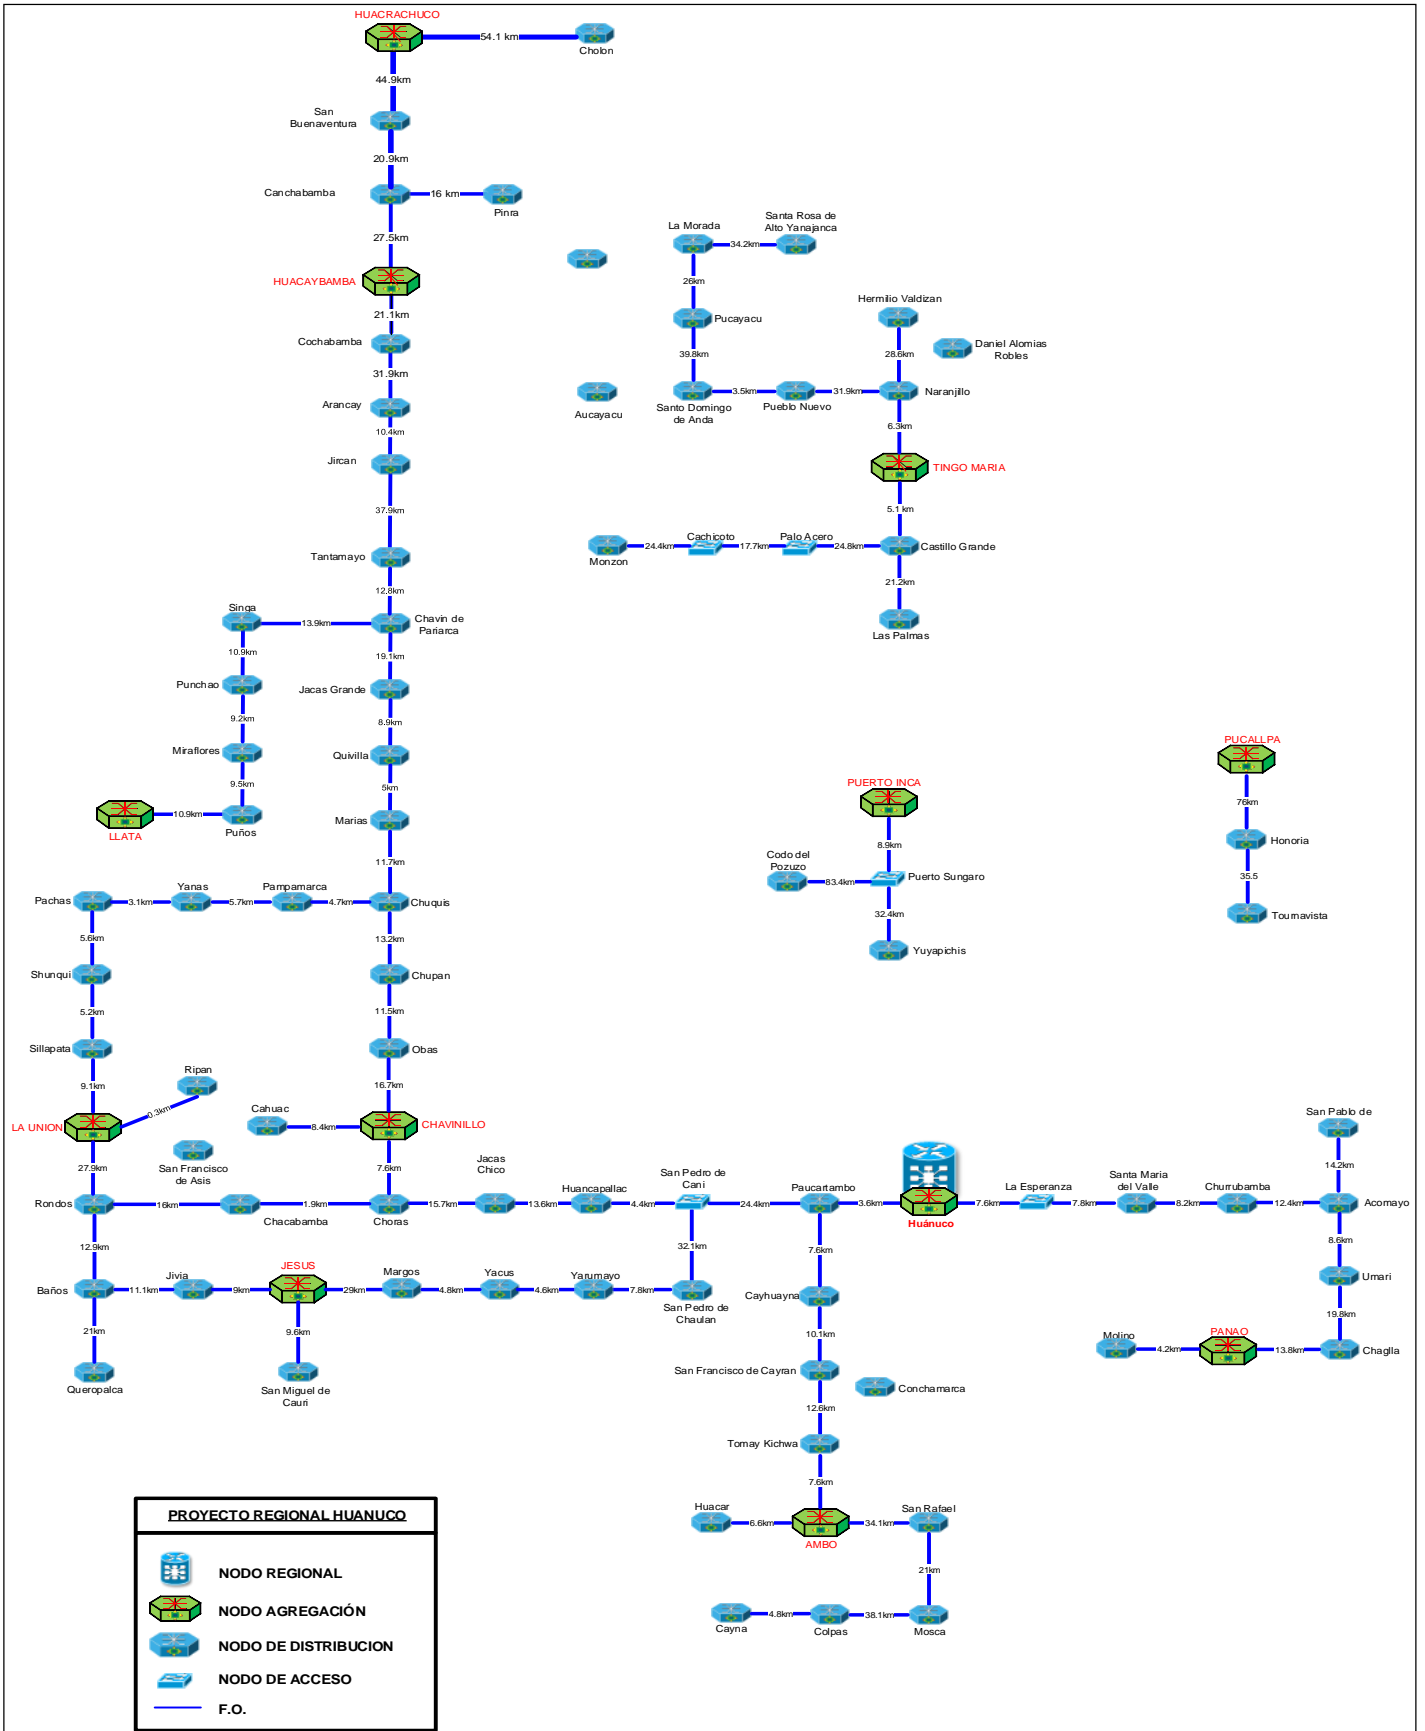 HUACRACHUCO
54.1 km
Cholon
44.9km
San
Buenaventura
20.9km
Canchabamba
16 km
Pinra
27.5km
HUACAYBAMBA
21.1km
Cochabamba
31.9km
Arancay
10.4km
Jircan
37.9km
Tantamayo
12.8km
Chavin de
Pariarca
Singa
13.9km
10.9km
Punchao
9.2km
Miraflores
9.5km
Puños
10.9km
LLATA
19.1km
Jacas Grande
8.9km
Quivilla
5km
Marias
11.7km
Chuquis
4.7km
Pampamarca
5.7km
Yanas
3.1km
Pachas
5.6km
Shunqui
5.2km
Sillapata
9.1km
LA UNION
0.3km
Ripan
San Francisco
de Asis
13.2km
Chupan
11.5km
Obas
16.7km
CHAVINILLO
8.4km
Cahuac
7.6km
27.9km
Rondos
16km
Chacabamba
1.9km
Choras
15.7km
Jacas
Chico
13.6km
Huancapallac
4.4km
San Pedro de
Cani
24.4km
Paucartambo
3.6km
Huánuco
7.6km
La Esperanza
7.8km
Santa Maria
del Valle
8.2km
Churrubamba
12.4km
Acomayo
14.2km
San Pablo de
8.6km
Umari
19.8km
Chaglla
13.8km
PANAO
4.2km
Molino
12.9km
Baños
11.1km
Jivia
9km
JESUS
29km
Margos
4.8km
Yacus
4.6km
Yarumayo
7.8km
San Pedro de
Chaulan
32.1km
21km
Queropalca
9.6km
San Miguel de
Cauri
7.6km
Cayhuayna
10.1km
San Francisco de Cayran
Conchamarca
12.6km
Tomay Kichwa
7.6km
AMBO
6.6km
Huacar
34.1km
San Rafael
21km
Mosca
38.1km
Colpas
4.8km
Cayna
La Morada
34.2km
Santa Rosa de
Alto Yanajanca
26km
Pucayacu
39.8km
Santo Domingo
de Anda
3.5km
Pueblo Nuevo
31.9km
Naranjillo
28.6km
Hermilio Valdizan
Daniel Alomias
Robles
Aucayacu
6.3km
TINGO MARIA
5.1 km
Castillo Grande
24.8km
Palo Acero
17.7km
Cachicoto
24.4km
Monzon
21.2km
Las Palmas
PUERTO INCA
8.9km
Puerto Sungaro
83.4km
Codo del
Pozuzo
32.4km
Yuyapichis
PUCALLPA
76km
Honoria
35.5
Tournavista
PROYECTO REGIONAL HUANUCO
NODO REGIONAL
NODO AGREGACIÓN
NODO DE DISTRIBUCION
NODO DE ACCESO
F.O.